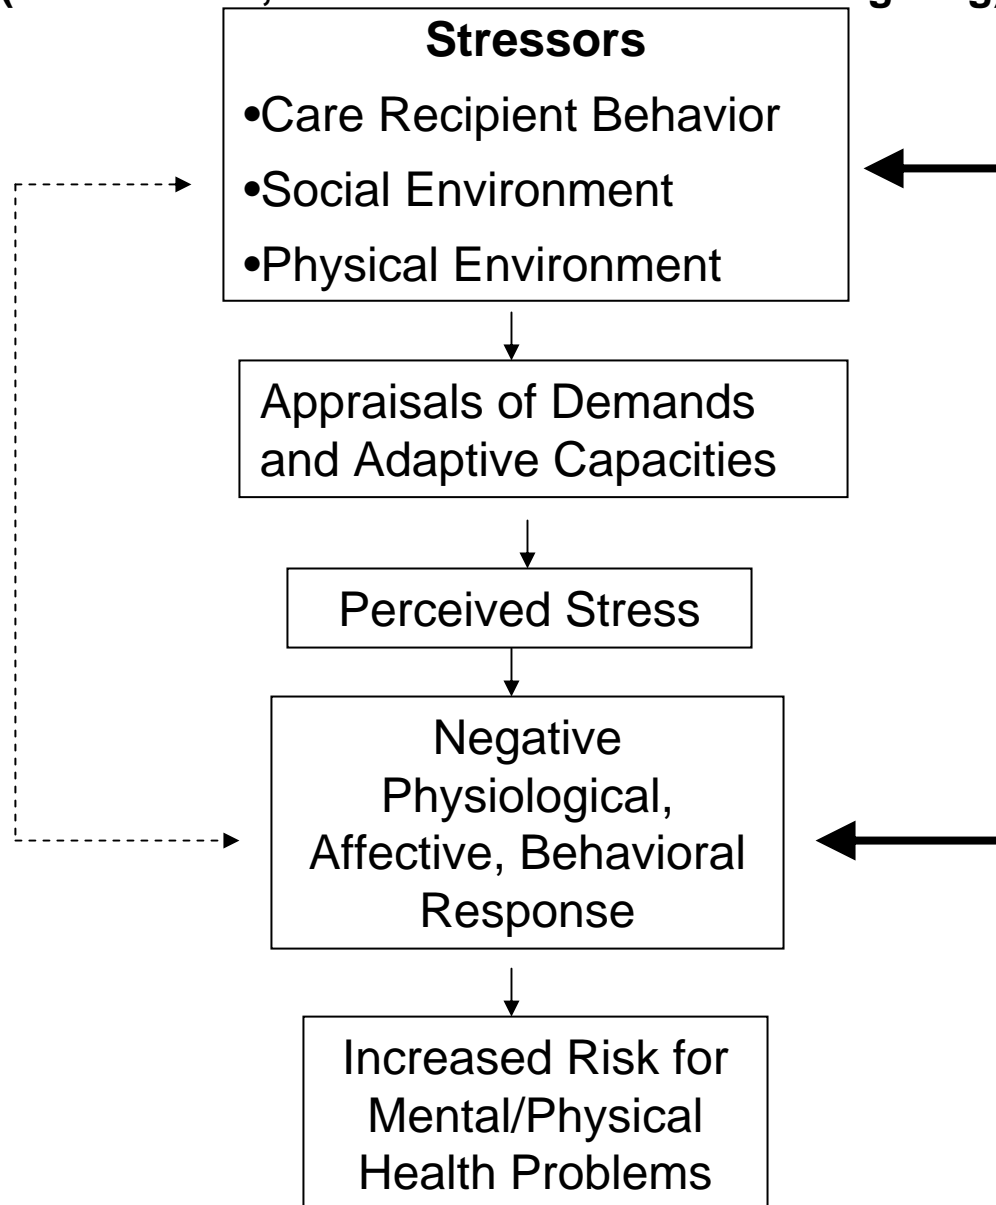 Stressors
•Care Recipient Behavior
•Social Environment
•Physical Environment
Appraisals of Demands
and Adaptive Capacities
Perceived Stress
Negative
Physiological,
Affective, Behavioral
Response
Increased Risk for
Mental/Physical
Health Problems